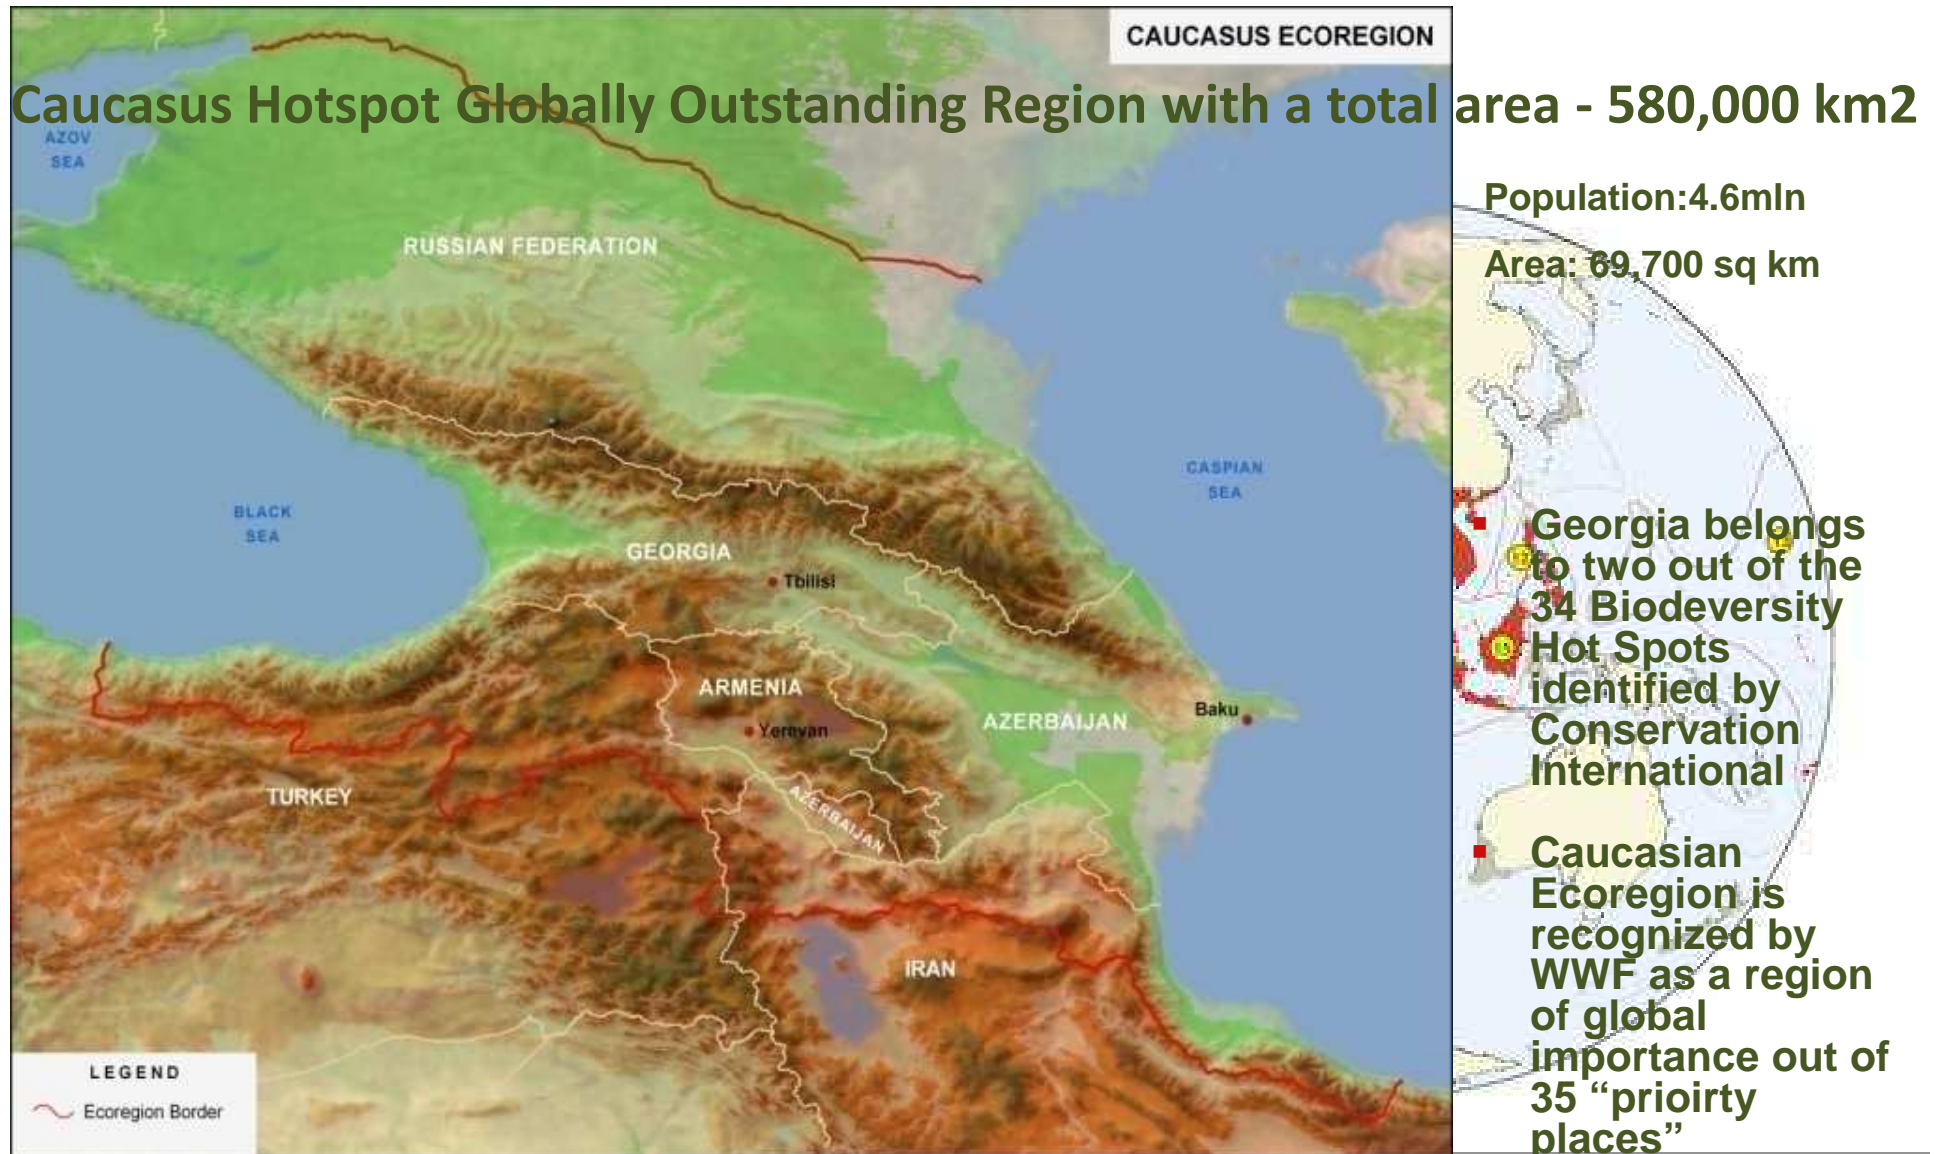 CAUCASUS ECOREGION
Caucasus Hotspot Globally Outstanding Region with a total area - 580,000 km2
AZOV
SEA
Population:4.6mln
RUSSIAN FEDERATION
Area: 69,700 sq km
CASPIAN
SEA
BLACK
SEA
GEORGIA
Tbilisi
ARMENIA
Yerevan
AZERBAIJAN
Baku
TURKEY
AZERBAIJAN
IRAN
LEGEND
Ecoregion Border
Georgia belongs
to two out of the
34 Biodeversity
Hot Spots
identified by
Conservation
International
Caucasian
Ecoregion is
recognized by
WWF as a region
of global
importance out of
35 “prioirty
places”